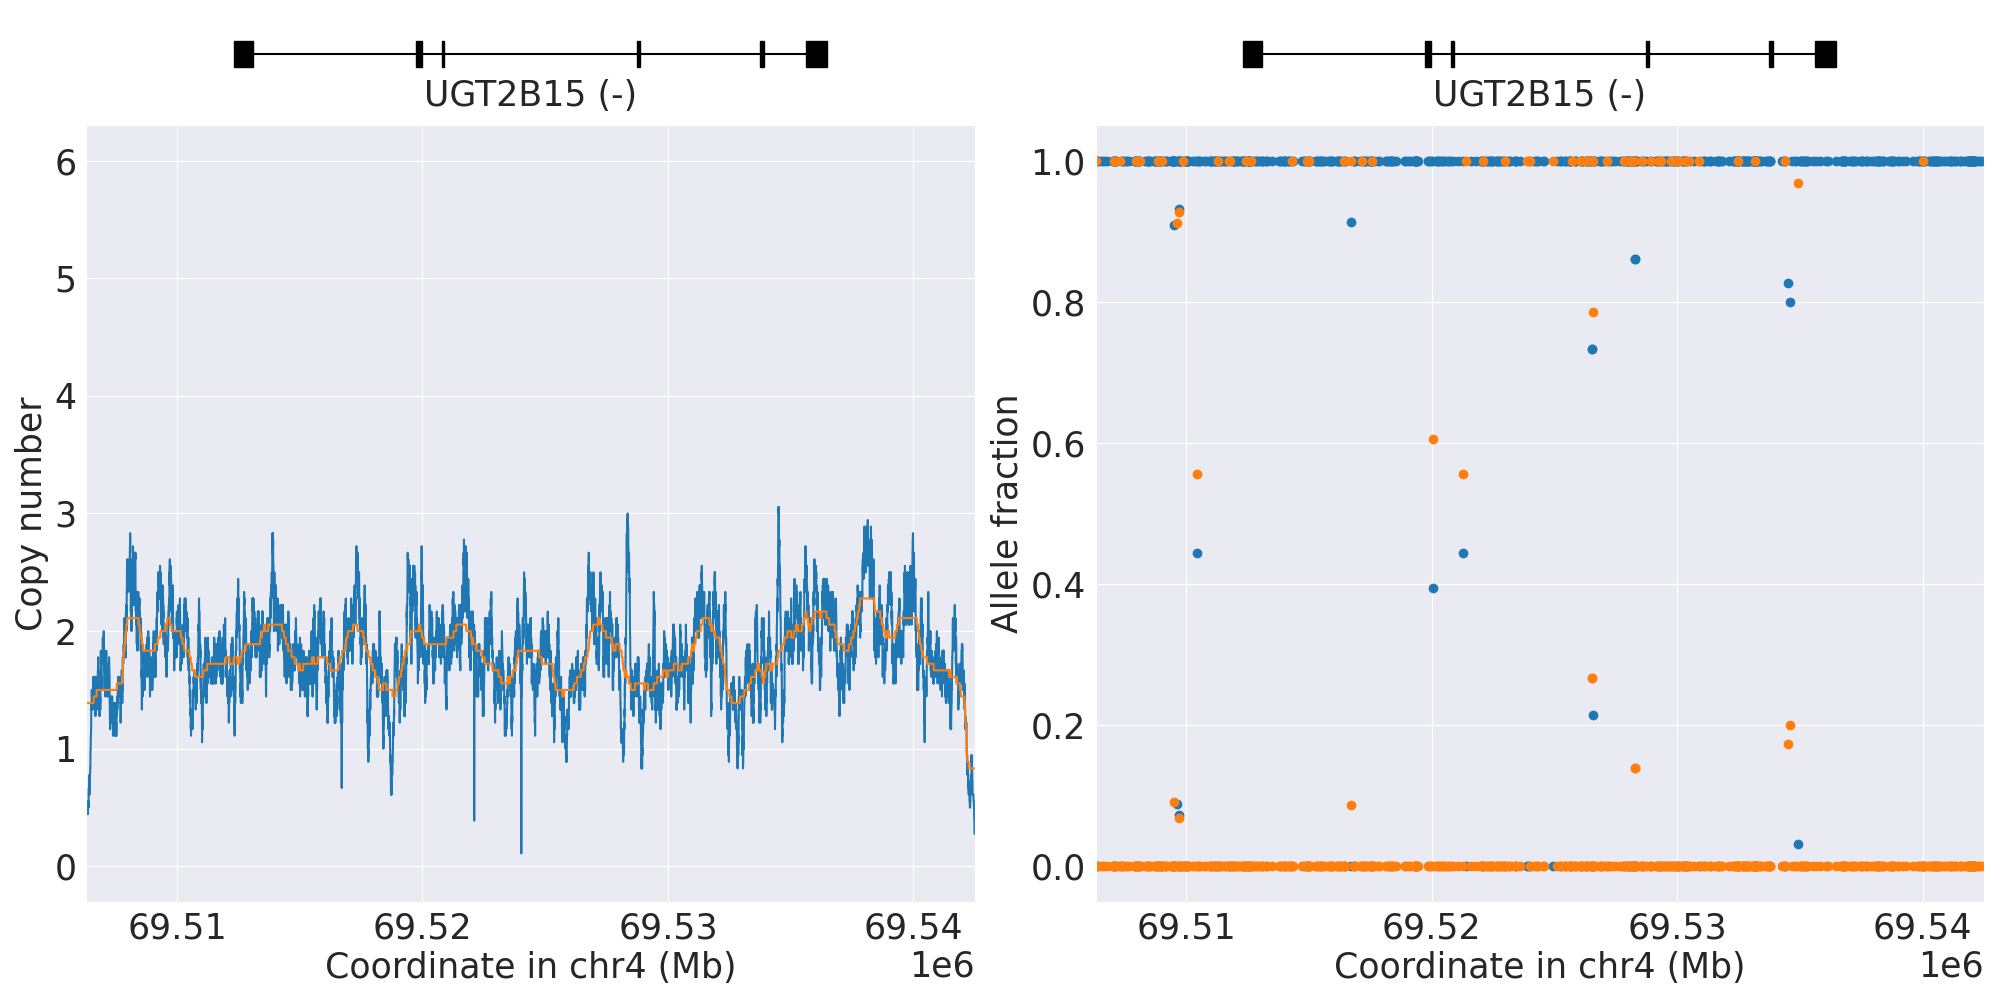 UGT2B15 (-)
UGT2B15 (-)
Copy number
6
5
4
3
2
1
0
69.51
69.52
69.53
69.54
Coordinate in chr4 (Mb)
1e6
Allele fraction
1.0
0.8
0.6
0.4
0.2
0.0
69.51
69.52
69.53
69.54
Coordinate in chr4 (Mb)
1e6